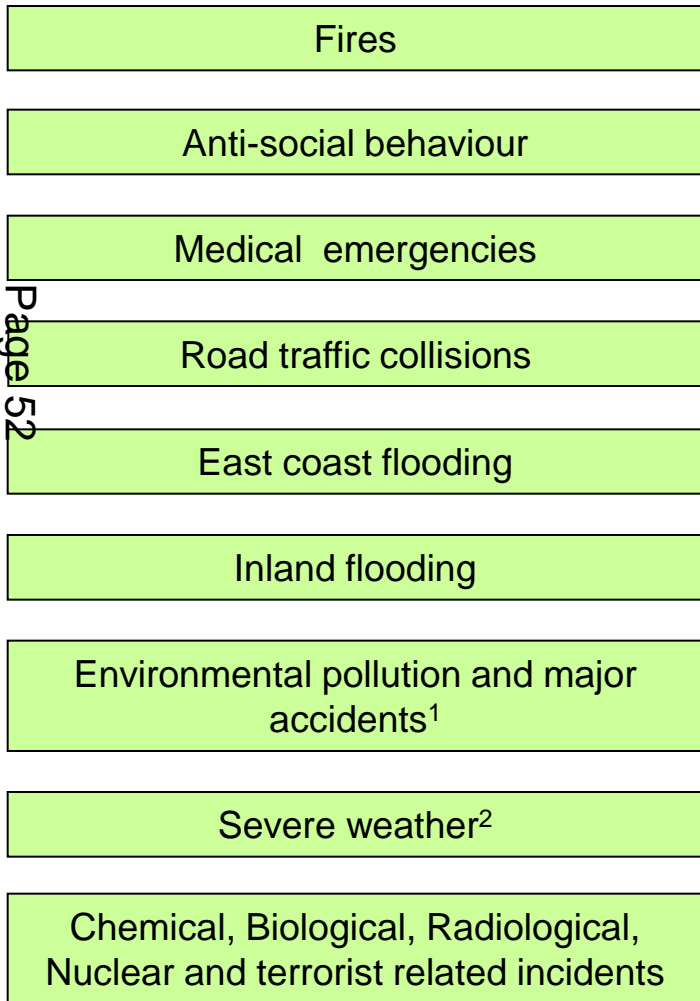 Fires
Anti-social behaviour
Medical emergencies
Road traffic collisions
Page 52
East coast flooding
Inland flooding
Environmental pollution and major
accidents¹
Severe weather²
Chemical, Biological, Radiological,
Nuclear and terrorist related incidents